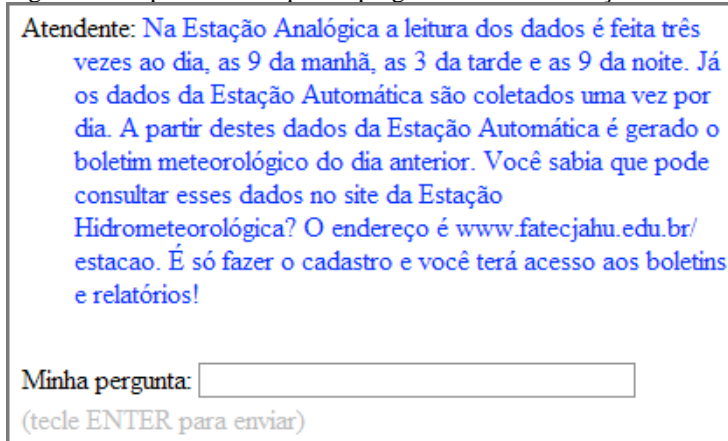 Atendente: Na Estação Analógica a leitura dos dados é feita três
vezes ao dia, as 9 da manhã, as 3 da tarde e as 9 da noite. Já
os dados da Estação Automática são coletados uma vez por
dia. A partir destes dados da Estação Automática é gerado o
boletim meteorológico do dia anterior. Você sabia que pode
consultar esses dados no site da Estação
Hidrometeorológica? O endereço é www.fatecjahu.edu.br/
estacao. É só fazer o cadastro e você terá acesso aos boletins
e relatórios!
Minha pergunta:
(tecle ENTER para enviar)